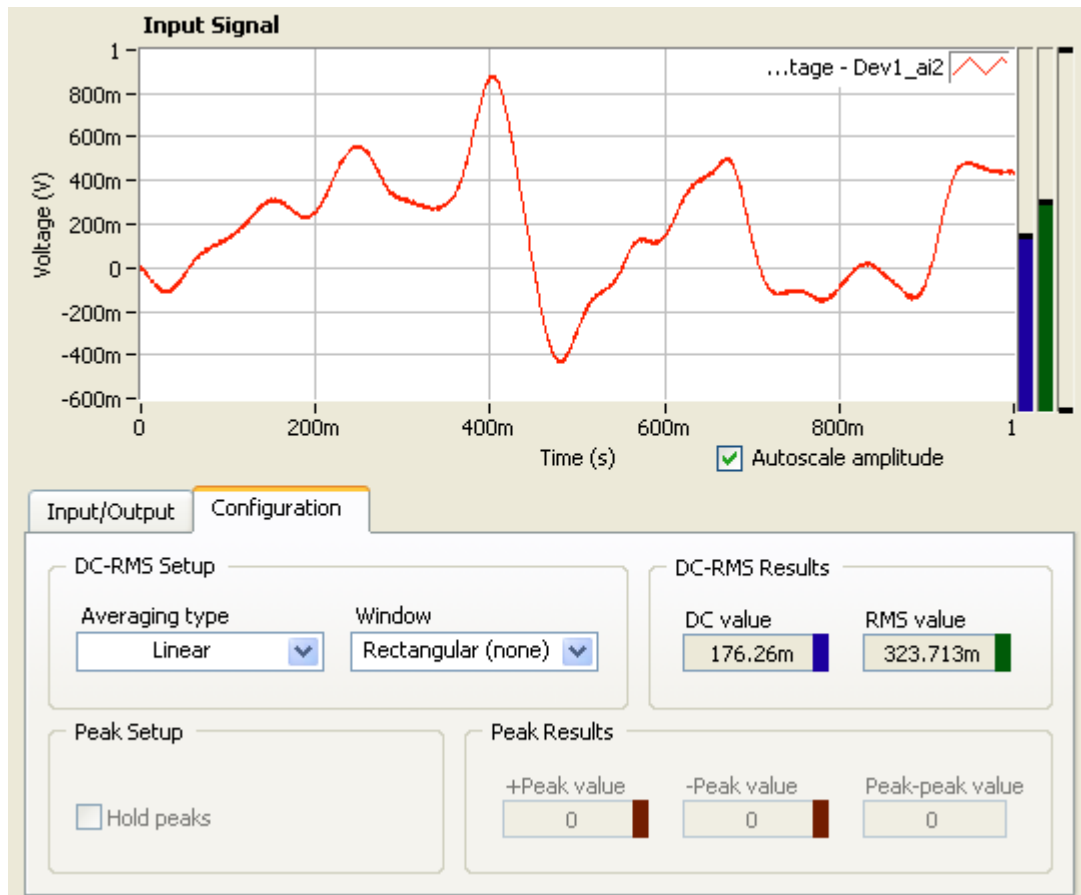 Input Signal
...tage - Dev1_ai2
1
800m
600m
400m
200m
0
-200m
-400m
-600m
Voltage (V)
0 200m 400m 600m 800m 1
Time (s)
Autoscale amplitude
Input/Output Configuration
DC-RMS Setup
Averaging type Window
Linear Rectangular (none)
DC-RMS Results
DC value RMS value
176.26m 323.713m
Peak Setup
Hold peaks
Peak Results
+Peak value -Peak value Peak-peak value
0 0 0